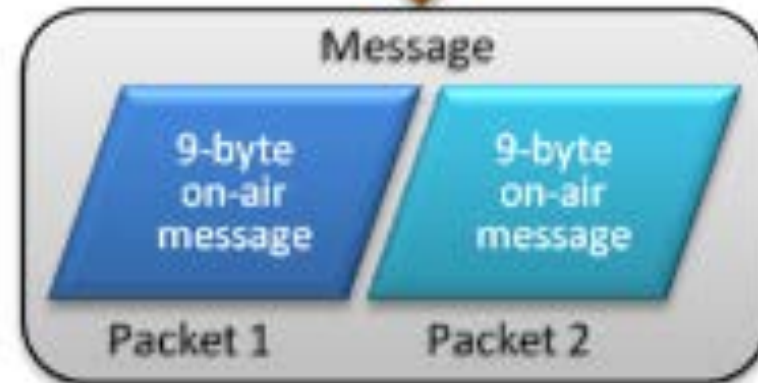 Message
9-byte
on-air
message
9-byte
on-air
message
Packet 1
Packet 2